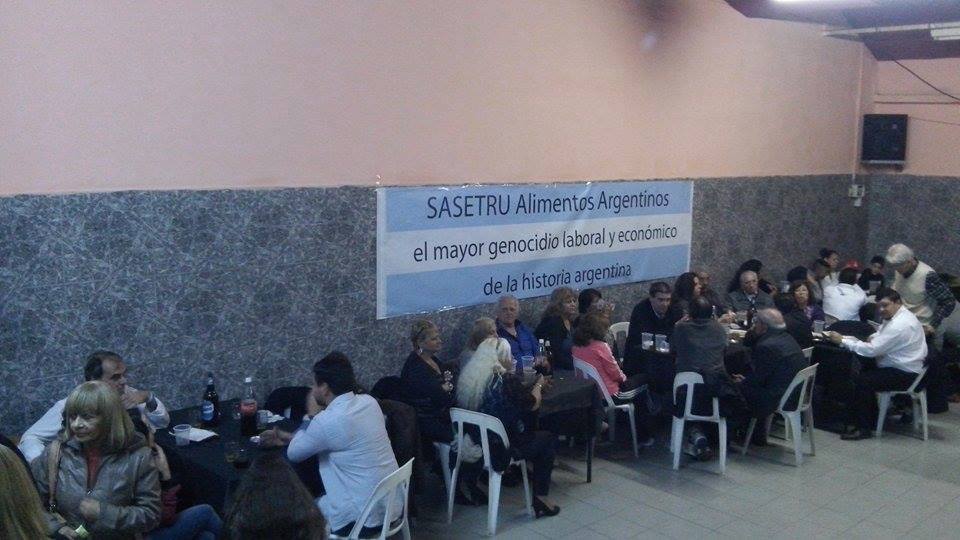 SASETRU Alimentos Argentinos
el mayor genocidio laboral y económico
de la historia argentina